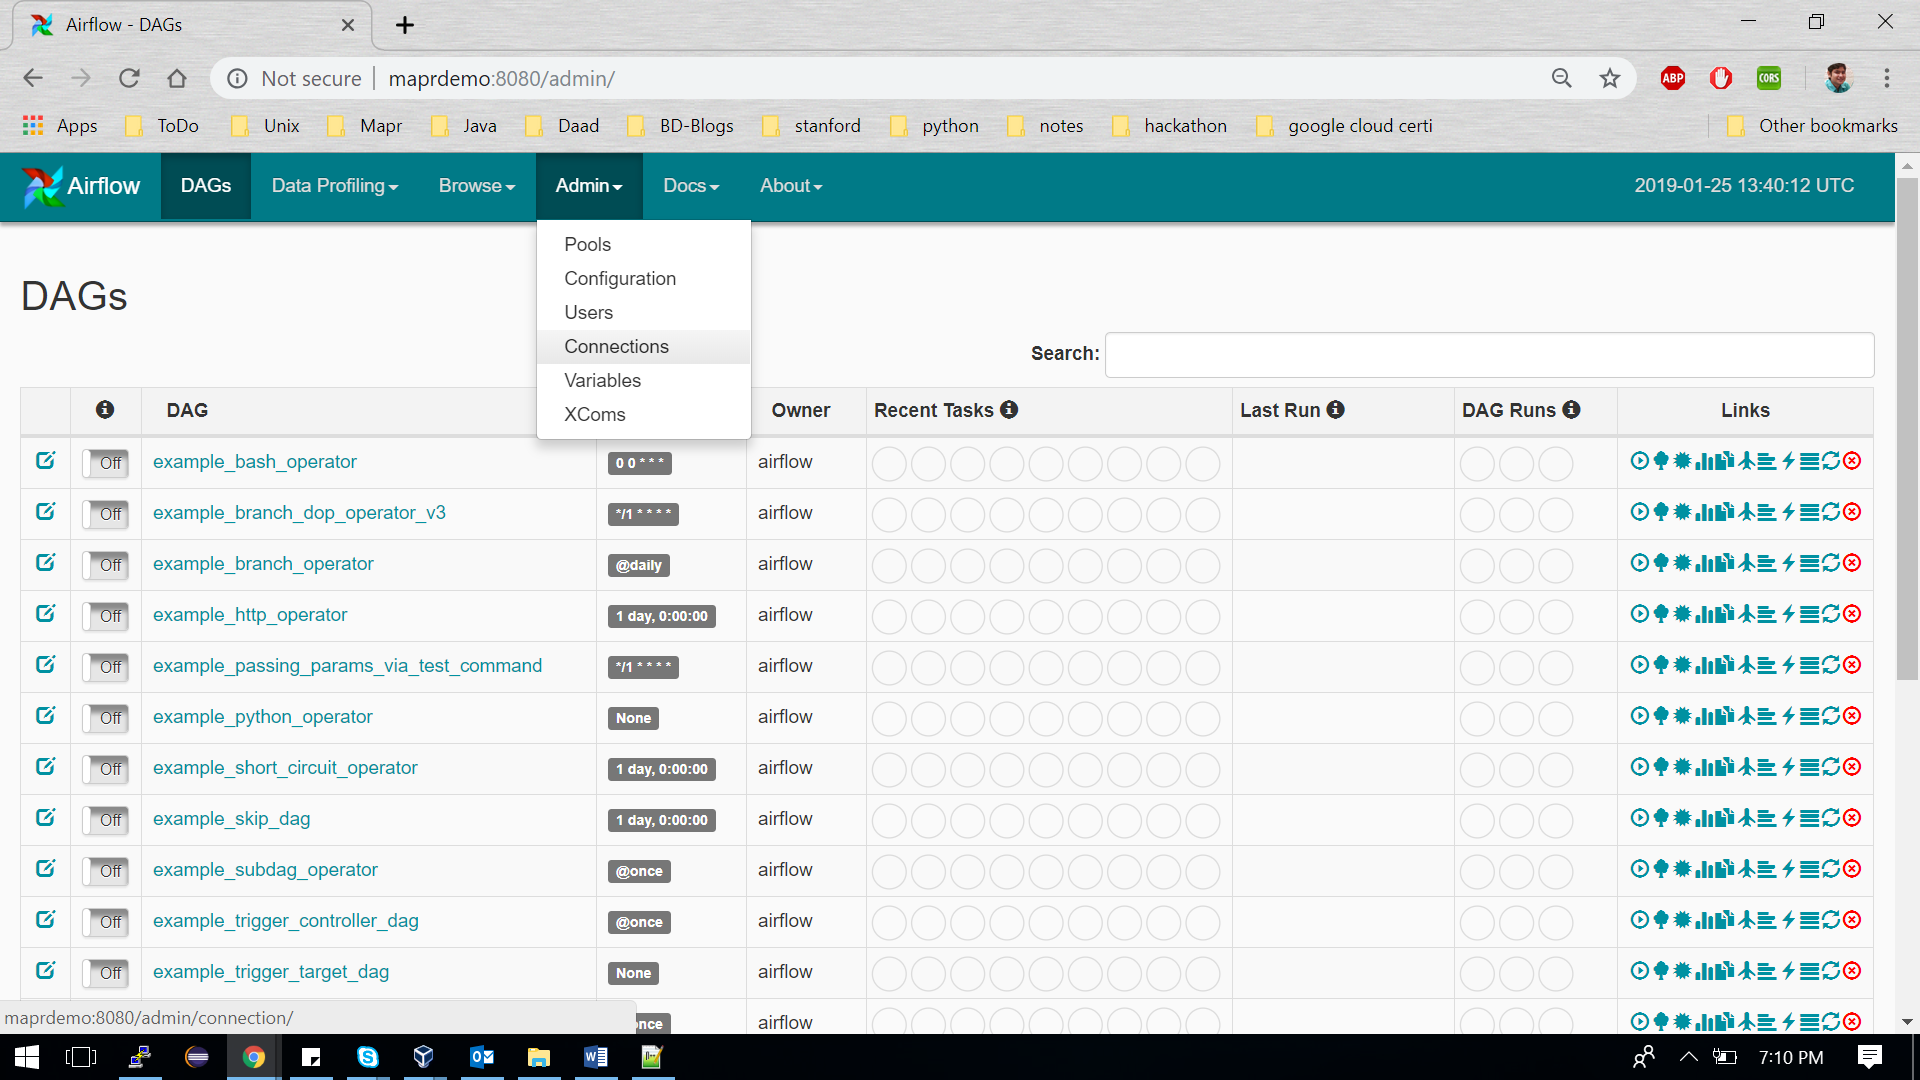 Airflow - DAGs
Not secure maprdemo:8080/admin/
ABP CORS
Apps ToDo Unix Mapr Java Daad BD-Blogs stanford python notes hackathon google cloud certi Other bookmarks
Airflow DAGs Data Profiling Browse Admin Docs About 2019-01-25 13:40:12 UTC
Pools
Configuration
Users
Connections
Variables
XComs
DAGs
Search:
DAG Owner Recent Tasks Last Run DAG Runs Links
Off example_bash_operator 0 0 * * * airflow
Off example_branch_dop_operator_v3 */1 * * * * airflow
Off example_branch_operator @daily airflow
Off example_http_operator 1 day, 0:00:00 airflow
Off example_passing_params_via_test_command */1 * * * * airflow
Off example_python_operator None airflow
Off example_short_circuit_operator 1 day, 0:00:00 airflow
Off example_skip_dag 1 day, 0:00:00 airflow
Off example_subdag_operator @once airflow
Off example_trigger_controller_dag @once airflow
Off example_trigger_target_dag None airflow
once airflow
maprdemo:8080/admin/connection/
7:10 PM